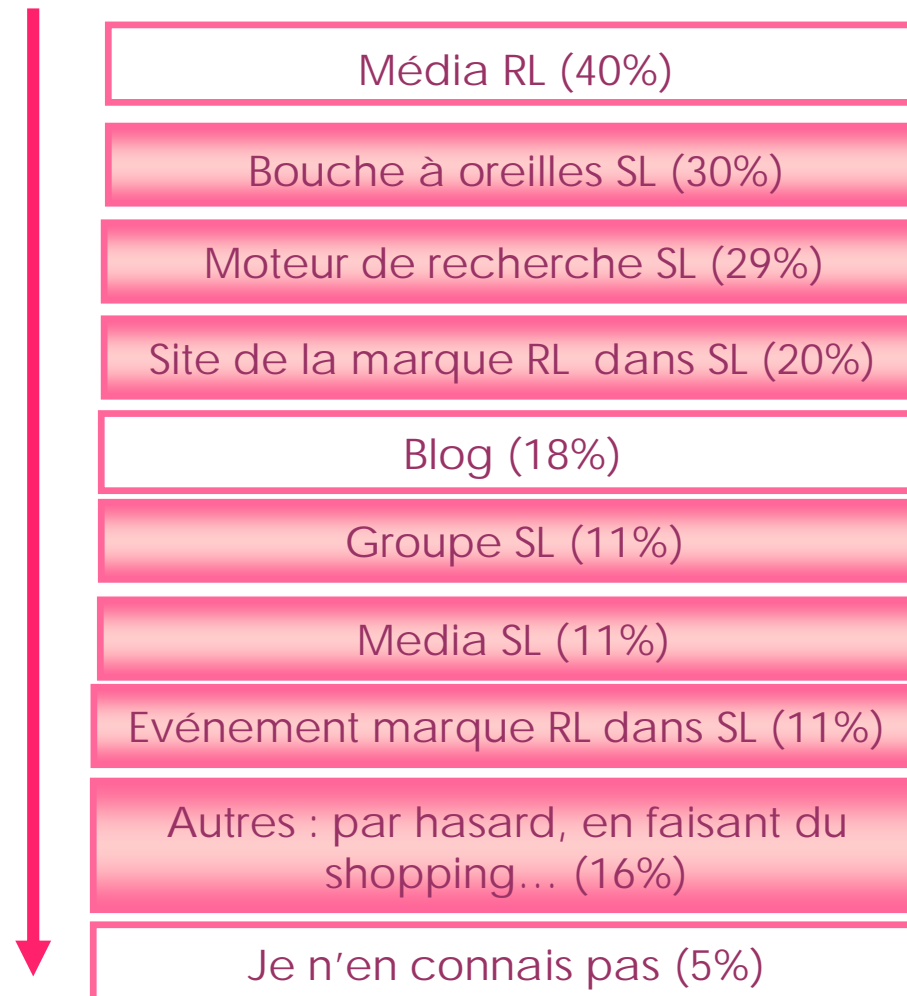 Média RL (40%)
Bouche à oreilles SL (30%)
Moteur de recherche SL (29%)
Site de la marque RL dans SL (20%)
Blog (18%)
Groupe SL (11%)
Media SL (11%)
Evénement marque RL dans SL (11%)
Autres : par hasard, en faisant du
shopping… (16%)
Je n’en connais pas (5%)